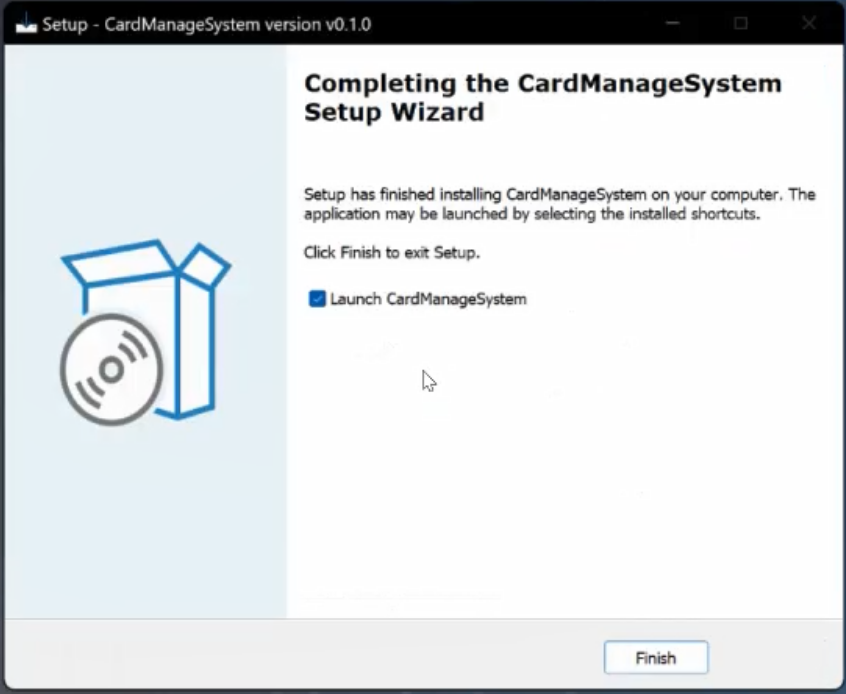 Setup - CardManageSystem version v0.1.0
Completing the CardManageSystem
Setup Wizard
Setup has finished installing CardManageSystem on your computer. The
application may be launched by selecting the installed shortcuts.
Click Finish to exit Setup.
Launch CardManageSystem
Finish